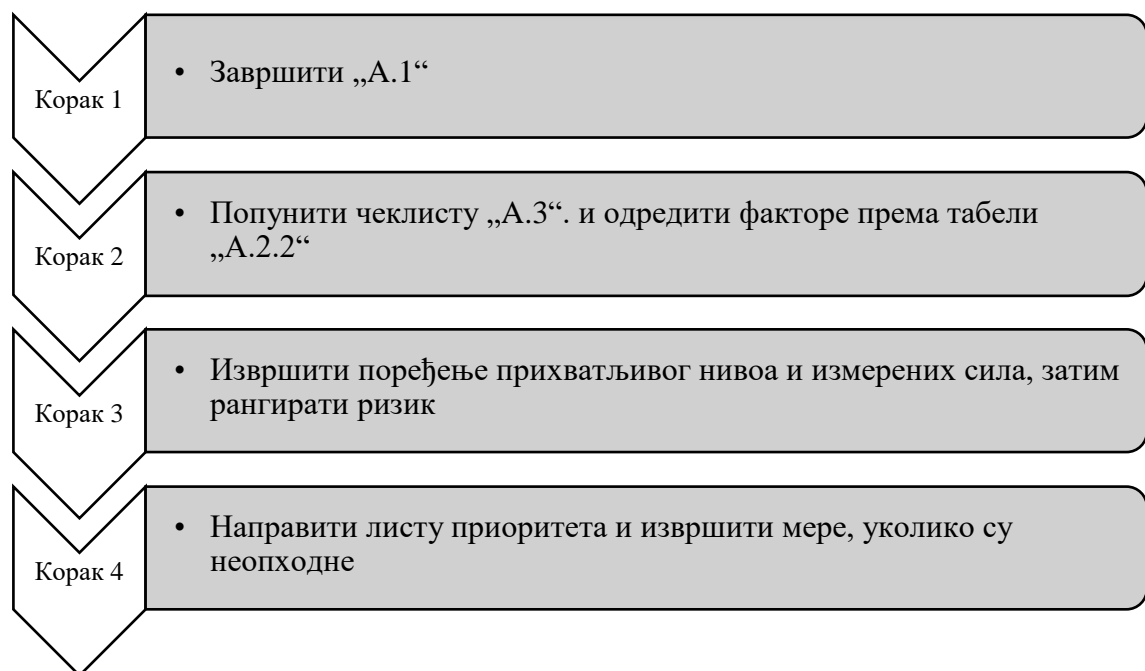 Корак 1
• Завршити „А.1“
Корак 2
• Попунити чеклисту „А.3“. и одредити факторе према табели
„А.2.2“
Корак 3
• Извршити поређење прихватљивог нивоа и измерених сила, затим
рангирати ризик
Корак 4
• Направити листу приоритета и извршити мере, уколико су
неопходне